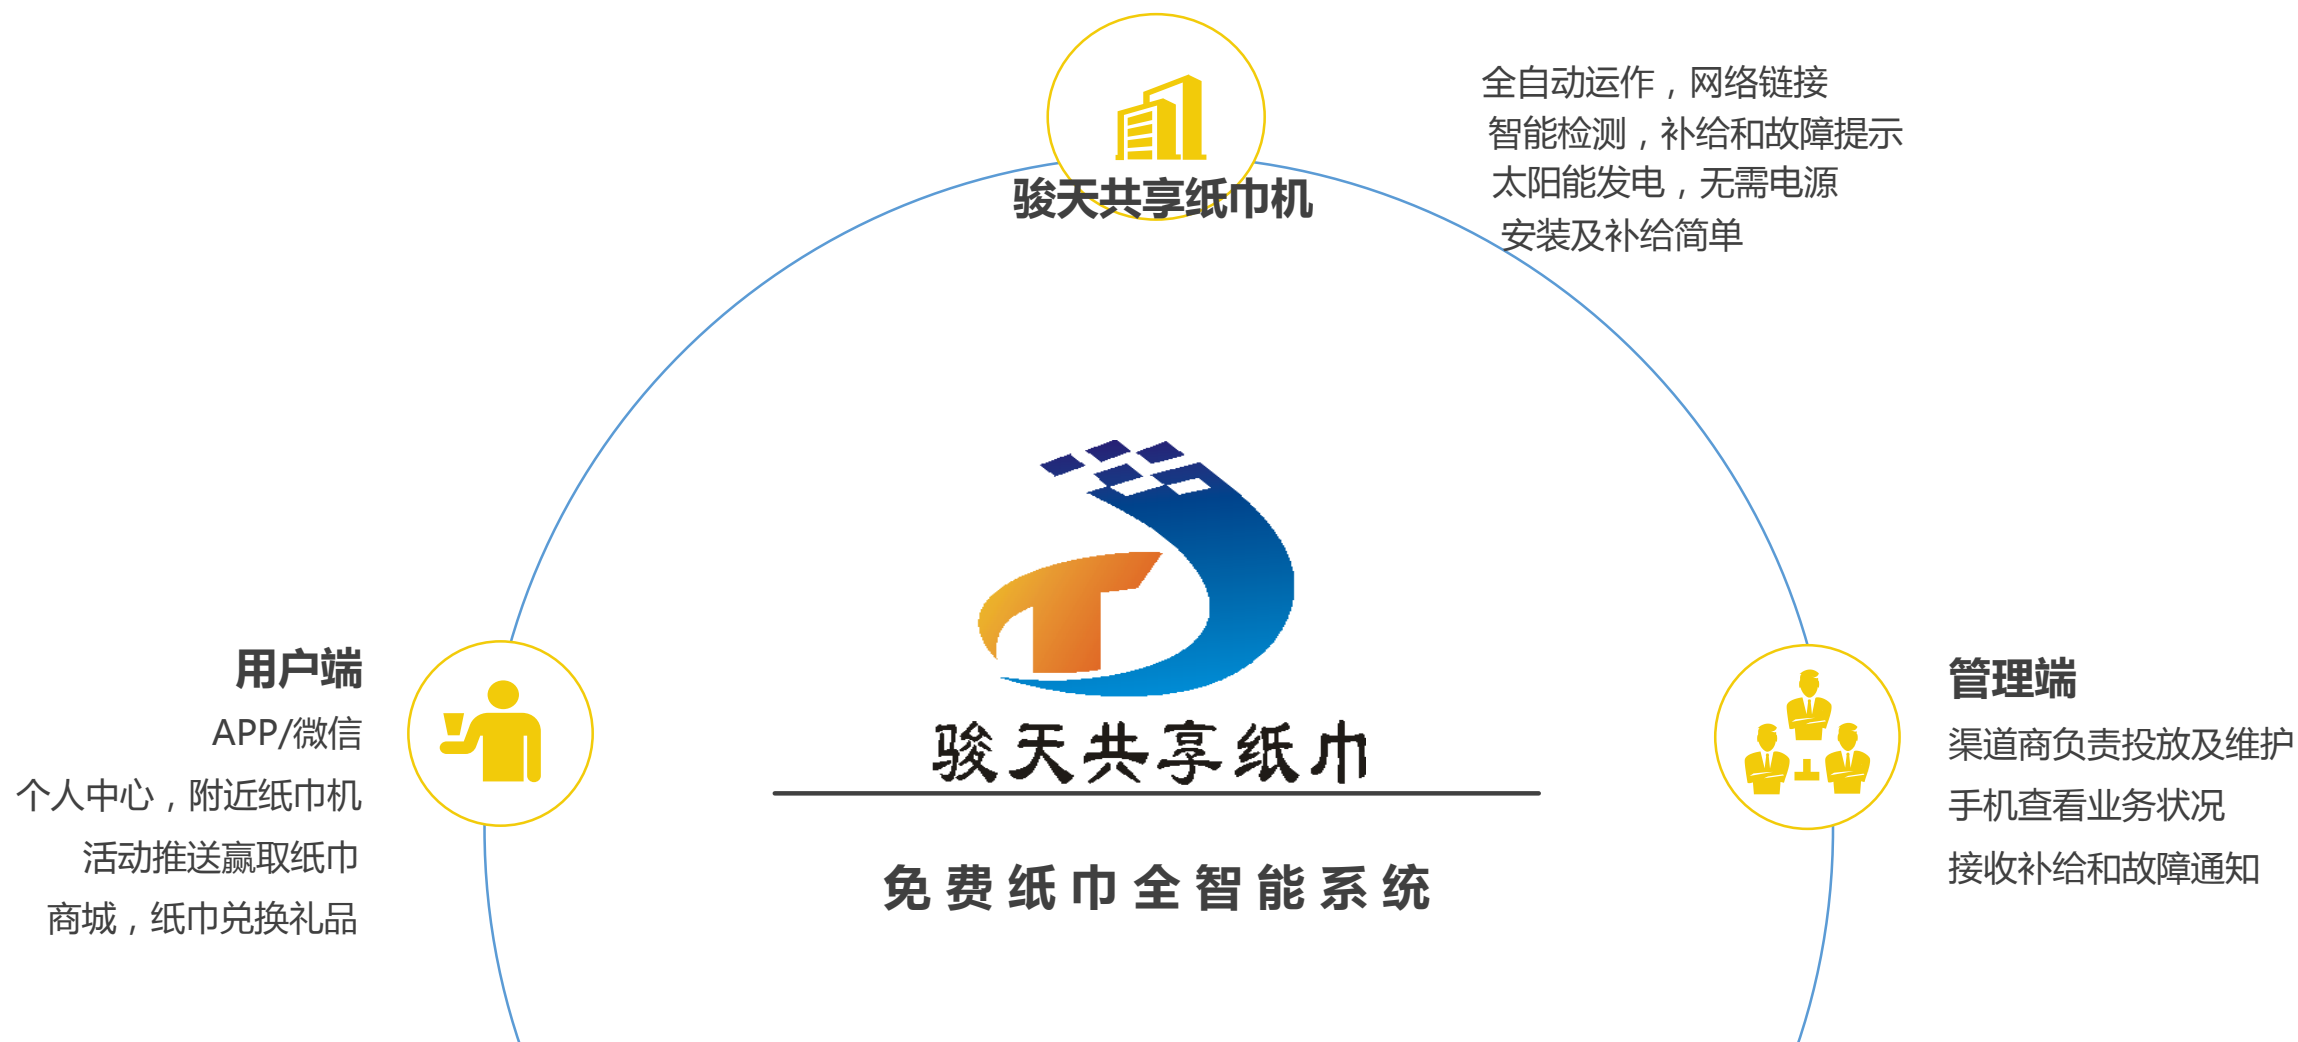 骏天共享纸巾机
全自动运作，网络链接
智能检测，补给和故障提示
太阳能发电，无需电源
安装及补给简单
用户端
APP/微信
个人中心，附近纸巾机
活动推送赢取纸巾
商城，纸巾兑换礼品
骏天共享纸巾
免费纸巾全智能系统
管理端
渠道商负责投放及维护
手机查看业务状况
接收补给和故障通知